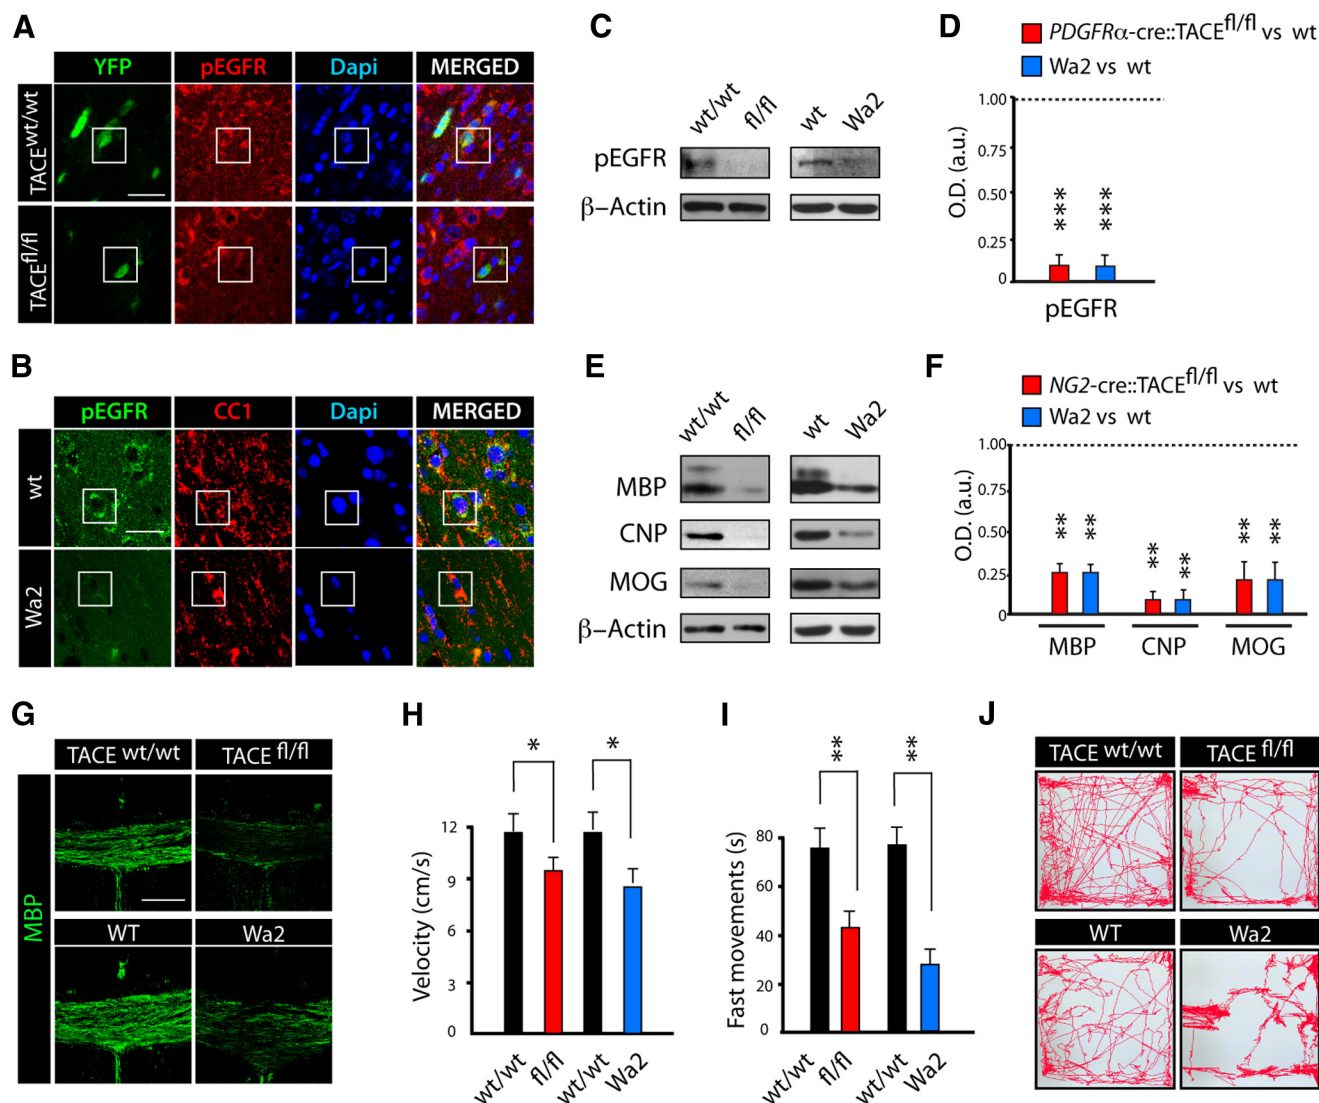 A
YFP
pEGFR
Dapi
MERGED
TACEwt/wt
TACEfl/fl
B
pEGFR
CC1
Dapi
MERGED
wt
Wa2
C
wt/wt
fl/fl
wt
Wa2
pEGFR
β–Actin
D
PDGFRα-cre::TACEfl/fl vs wt
Wa2 vs wt
O.D. (a.u.)
1.00
0.75
0.50
0.25
0
***
***
pEGFR
E
wt/wt
fl/fl
wt
Wa2
MBP
CNP
MOG
β–Actin
F
NG2-cre::TACEfl/fl vs wt
Wa2 vs wt
O.D. (a.u.)
1.00
0.75
0.50
0.25
0
**
**
**
**
**
**
MBP
CNP
MOG
G
TACE wt/wt
TACE fl/fl
MBP
WT
Wa2
H
*
*
Velocity (cm/s)
12
9
6
3
0
wt/wt
fl/fl
wt/wt
Wa2
I
**
**
Fast movements (s)
80
60
40
20
0
wt/wt
fl/fl
wt/wt
Wa2
J
TACE wt/wt
TACE fl/fl
WT
Wa2